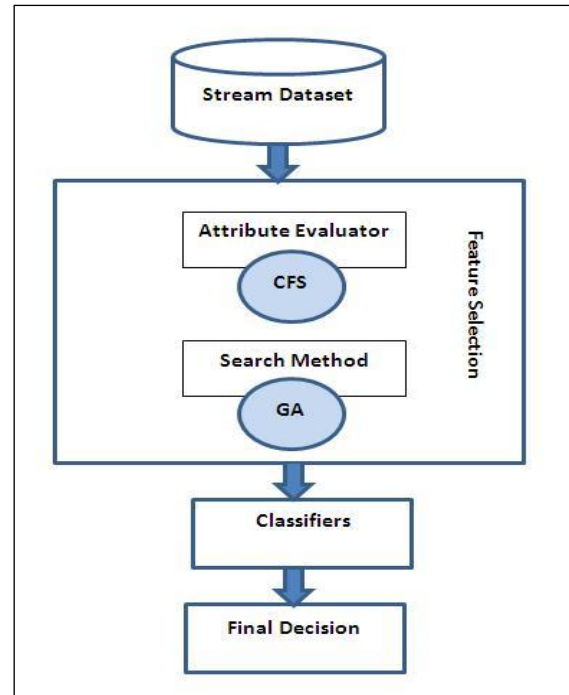 Stream Dataset
Attribute Evaluator
CFS
Feature Selection
Search Method
GA
Classifiers
Final Decision